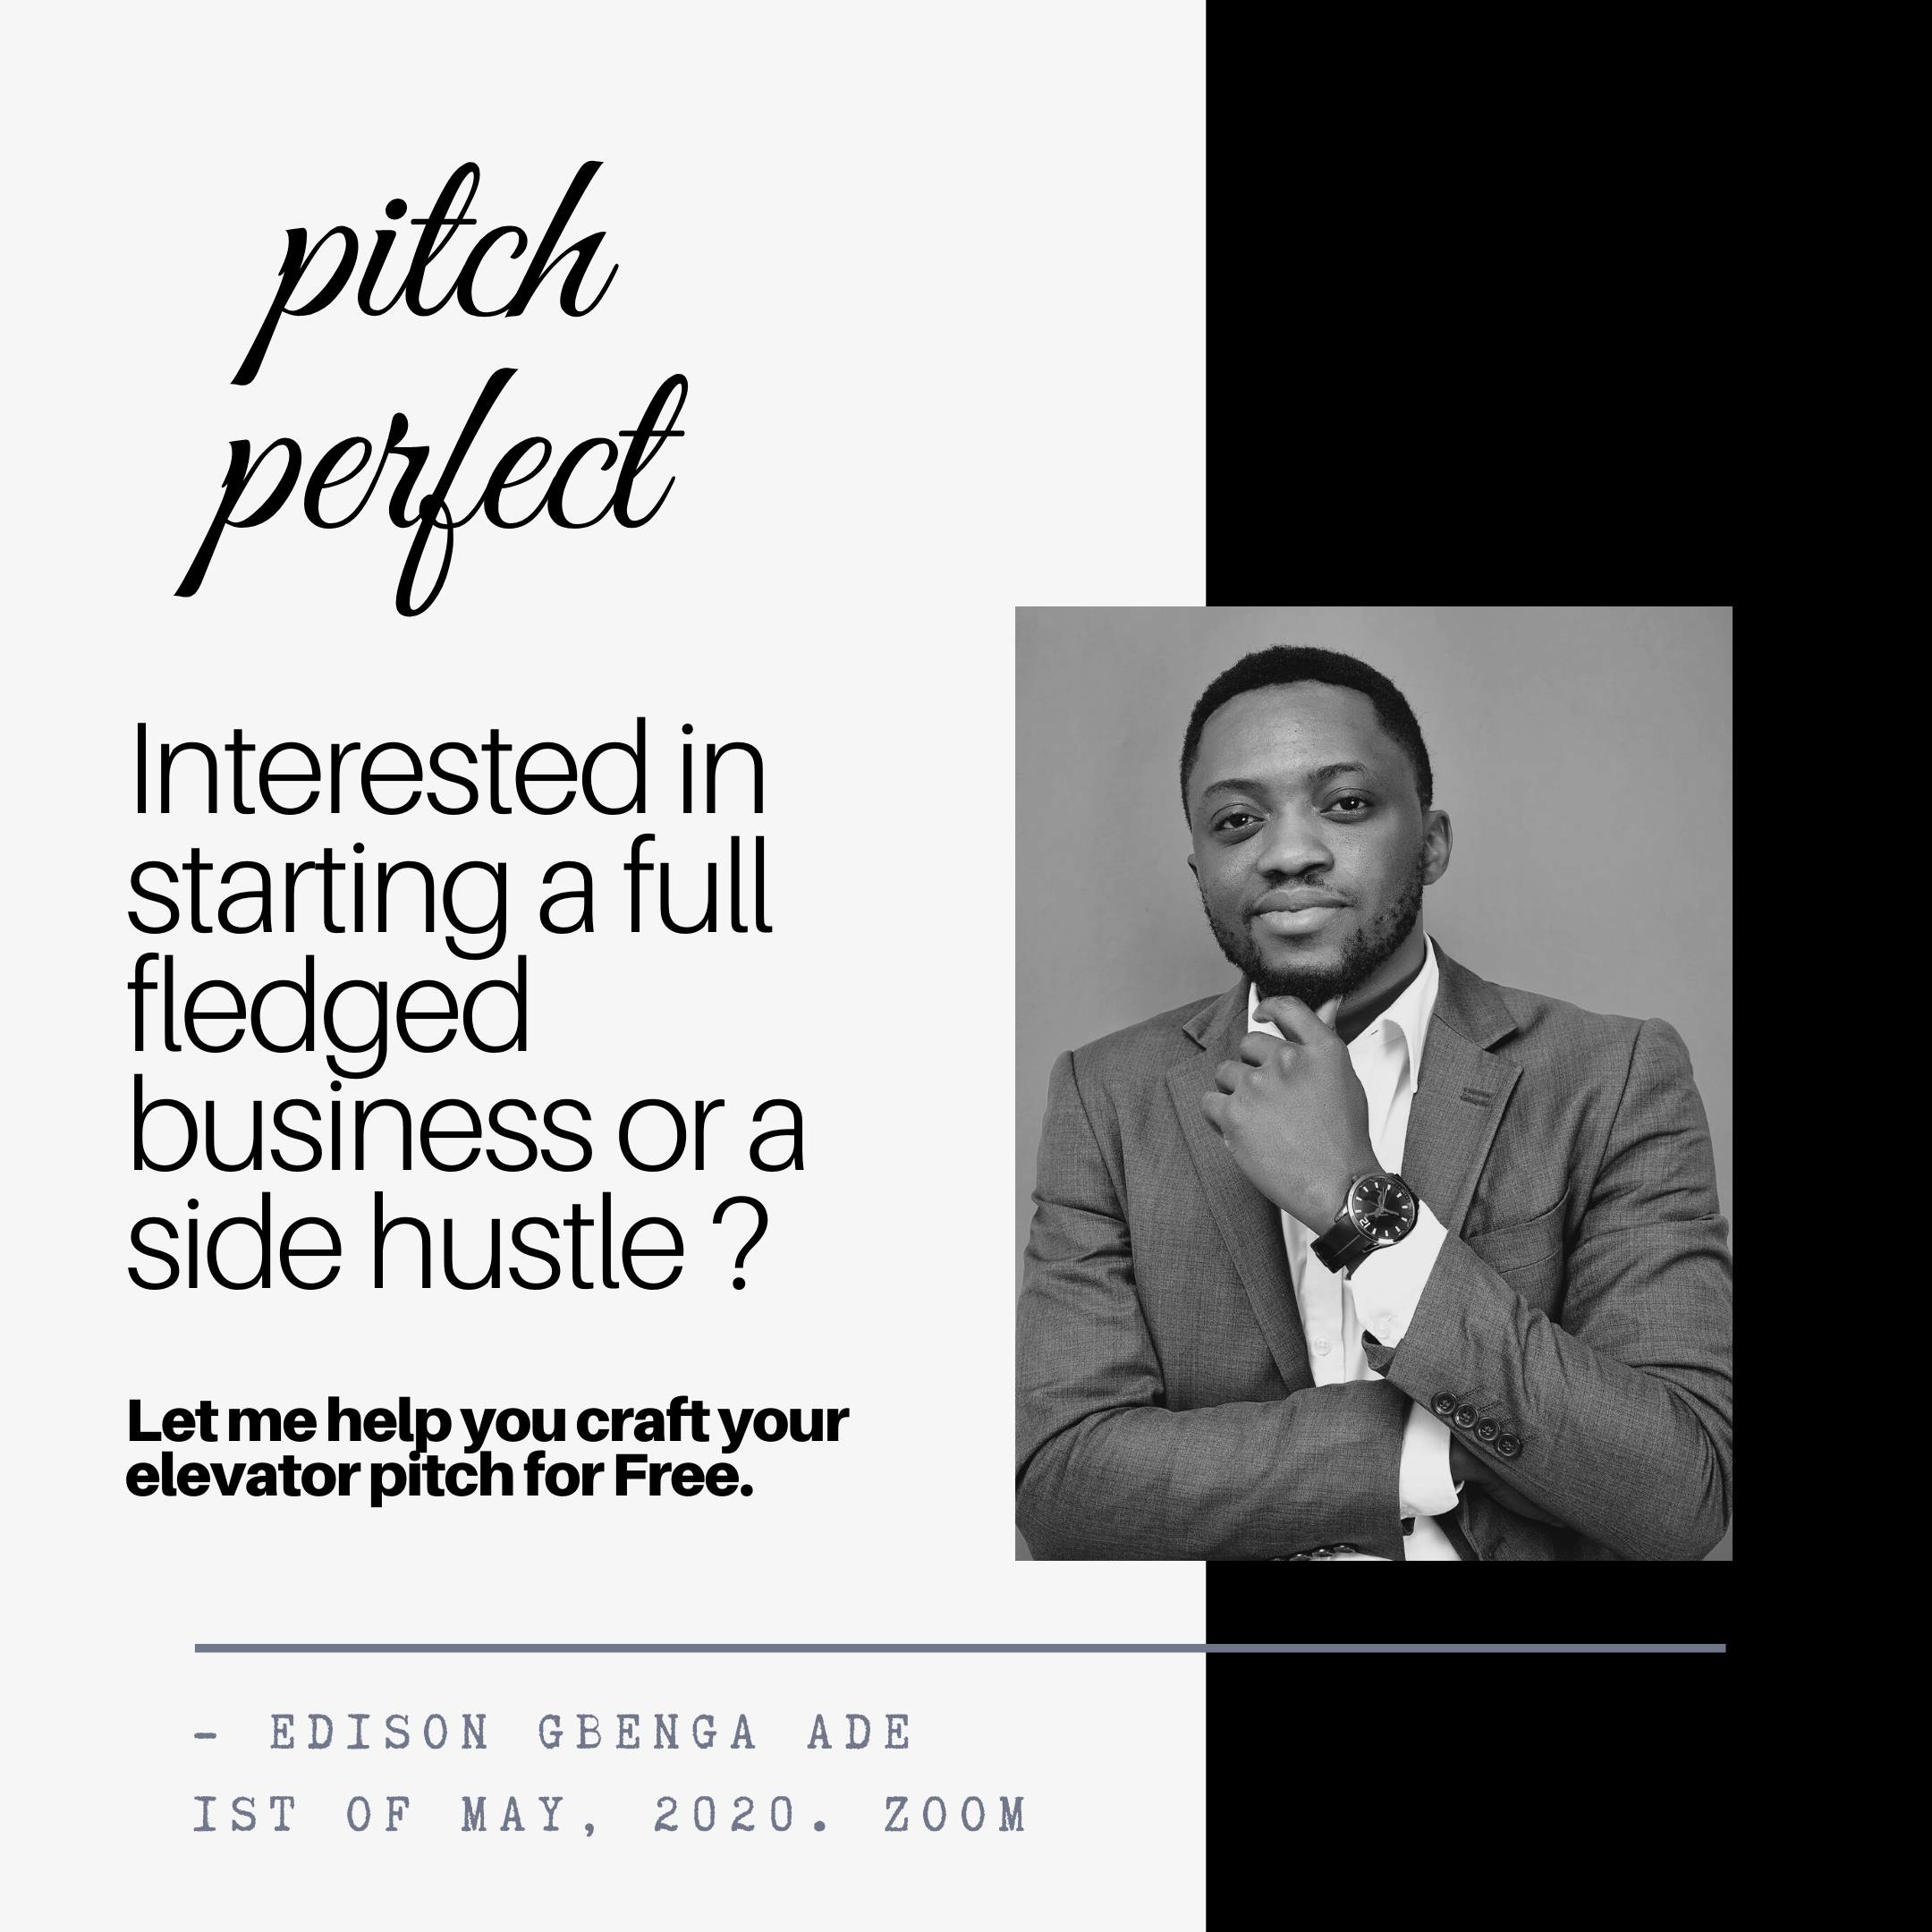 pitch
perfect
Interested in
starting a full
fledged
business or a
side hustle ?
Let me help you craft your
elevator pitch for Free.
- EDISON GBENGA ADE
IST OF MAY, 2020. ZOOM